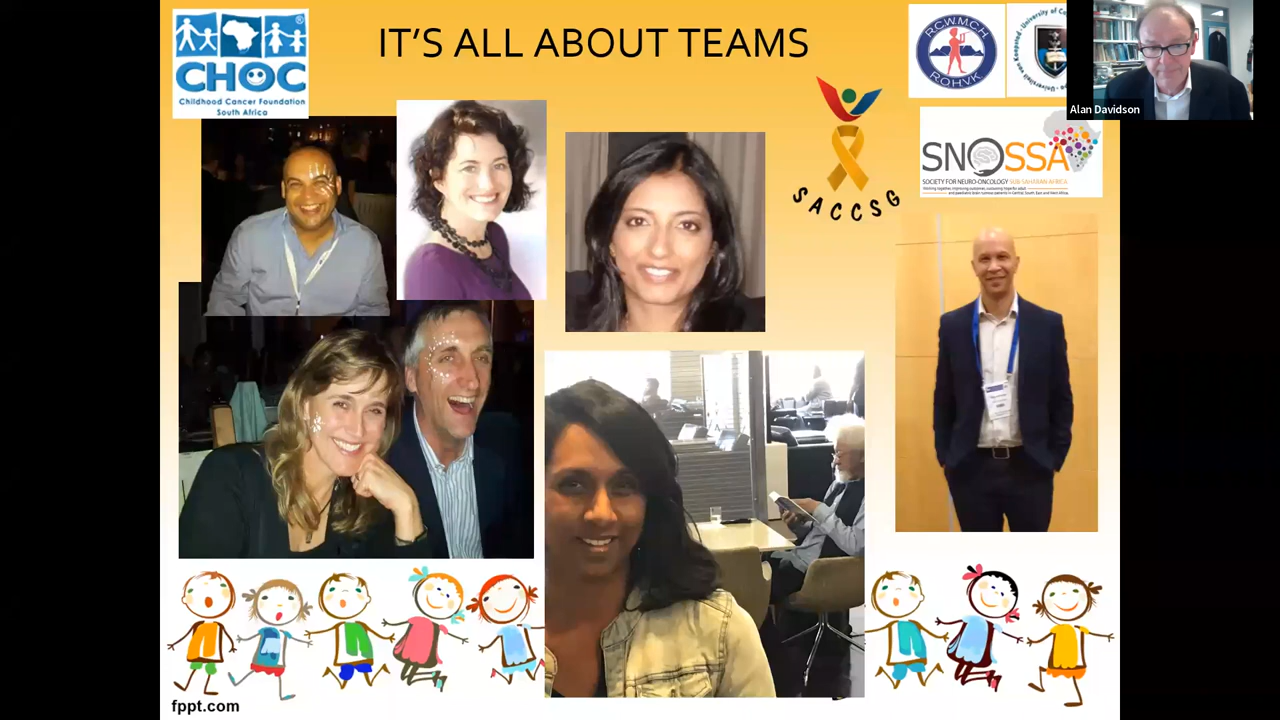 IT’S ALL ABOUT TEAMS
CHOC
®
Childhood Cancer Foundation
South Africa
R.C.W.M.C.H.
R.O.H.V.K.
Alan Davidson
SACCSG
SNOSSA
SOCIETY FOR NEURO-ONCOLOGY SUB-SAHARAN AFRICA
fppt.com